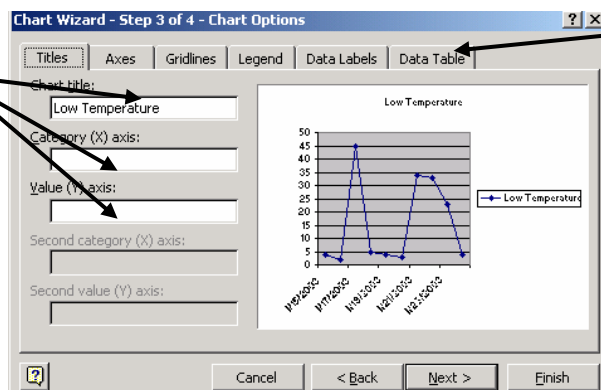 Chart Wizard - Step 3 of 4 - Chart Options
Titles
Axes
Gridlines
Legend
Data Labels
Data Table
Chart title:
Low Temperature
Category (X) axis:
Value (Y) axis:
Second category (X) axis:
Second value (Y) axis:
Low Temperature
50
45
40
35
30
25
20
15
10
5
0
Low Temperature
Cancel
< Back
Next >
Finish